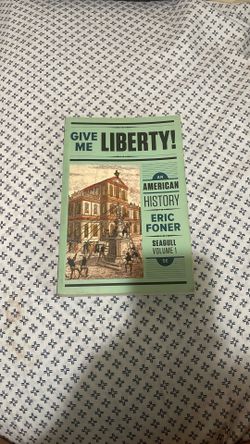 GIVE
ME
LIBERTY!
AN
AMERICAN
HISTORY
ERIC
FONER
SEAGULL
VOLUME 1